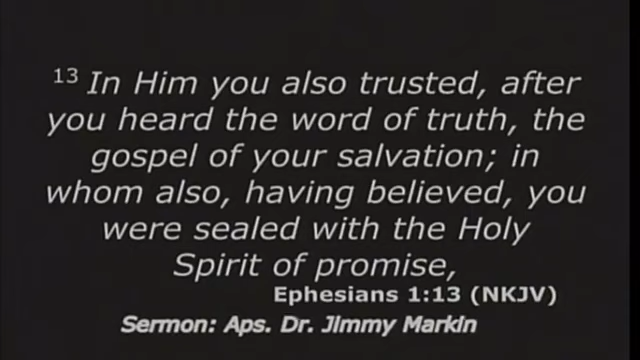 13 In Him you also trusted, after
you heard the word of truth, the
gospel of your salvation; in
whom also, having believed, you
were sealed with the Holy
Spirit of promise,
Ephesians 1:13 (NKJV)
Sermon: Aps. Dr. Jimmy Markin